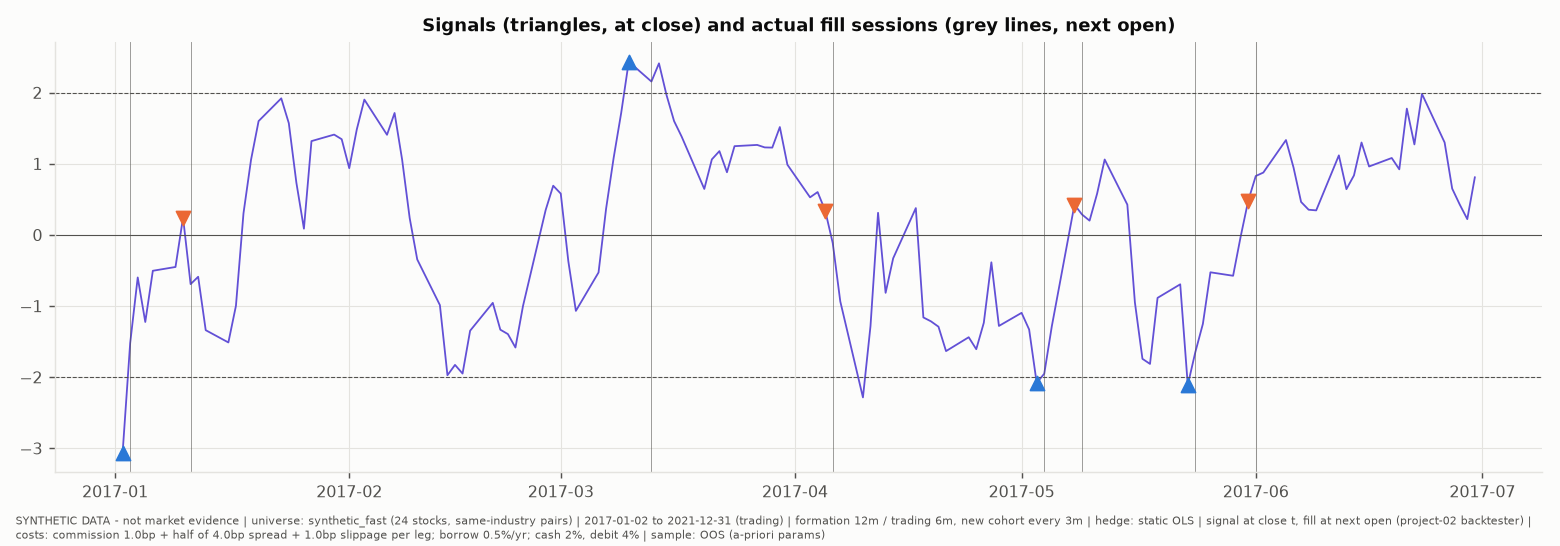 Signals (triangles, at close) and actual fill sessions (grey lines, next open)
2
1
0
−1
−2
−3
2017-01 2017-02 2017-03 2017-04 2017-05 2017-06 2017-07
SYNTHETIC DATA - not market evidence | universe: synthetic_fast (24 stocks, same-industry pairs) | 2017-01-02 to 2021-12-31 (trading) | formation 12m / trading 6m, new cohort every 3m | hedge: static OLS | signal at close t, fill at next open (project-02 backtester) |
costs: commission 1.0bp + half of 4.0bp spread + 1.0bp slippage per leg; borrow 0.5%/yr; cash 2%, debit 4% | sample: OOS (a-priori params)